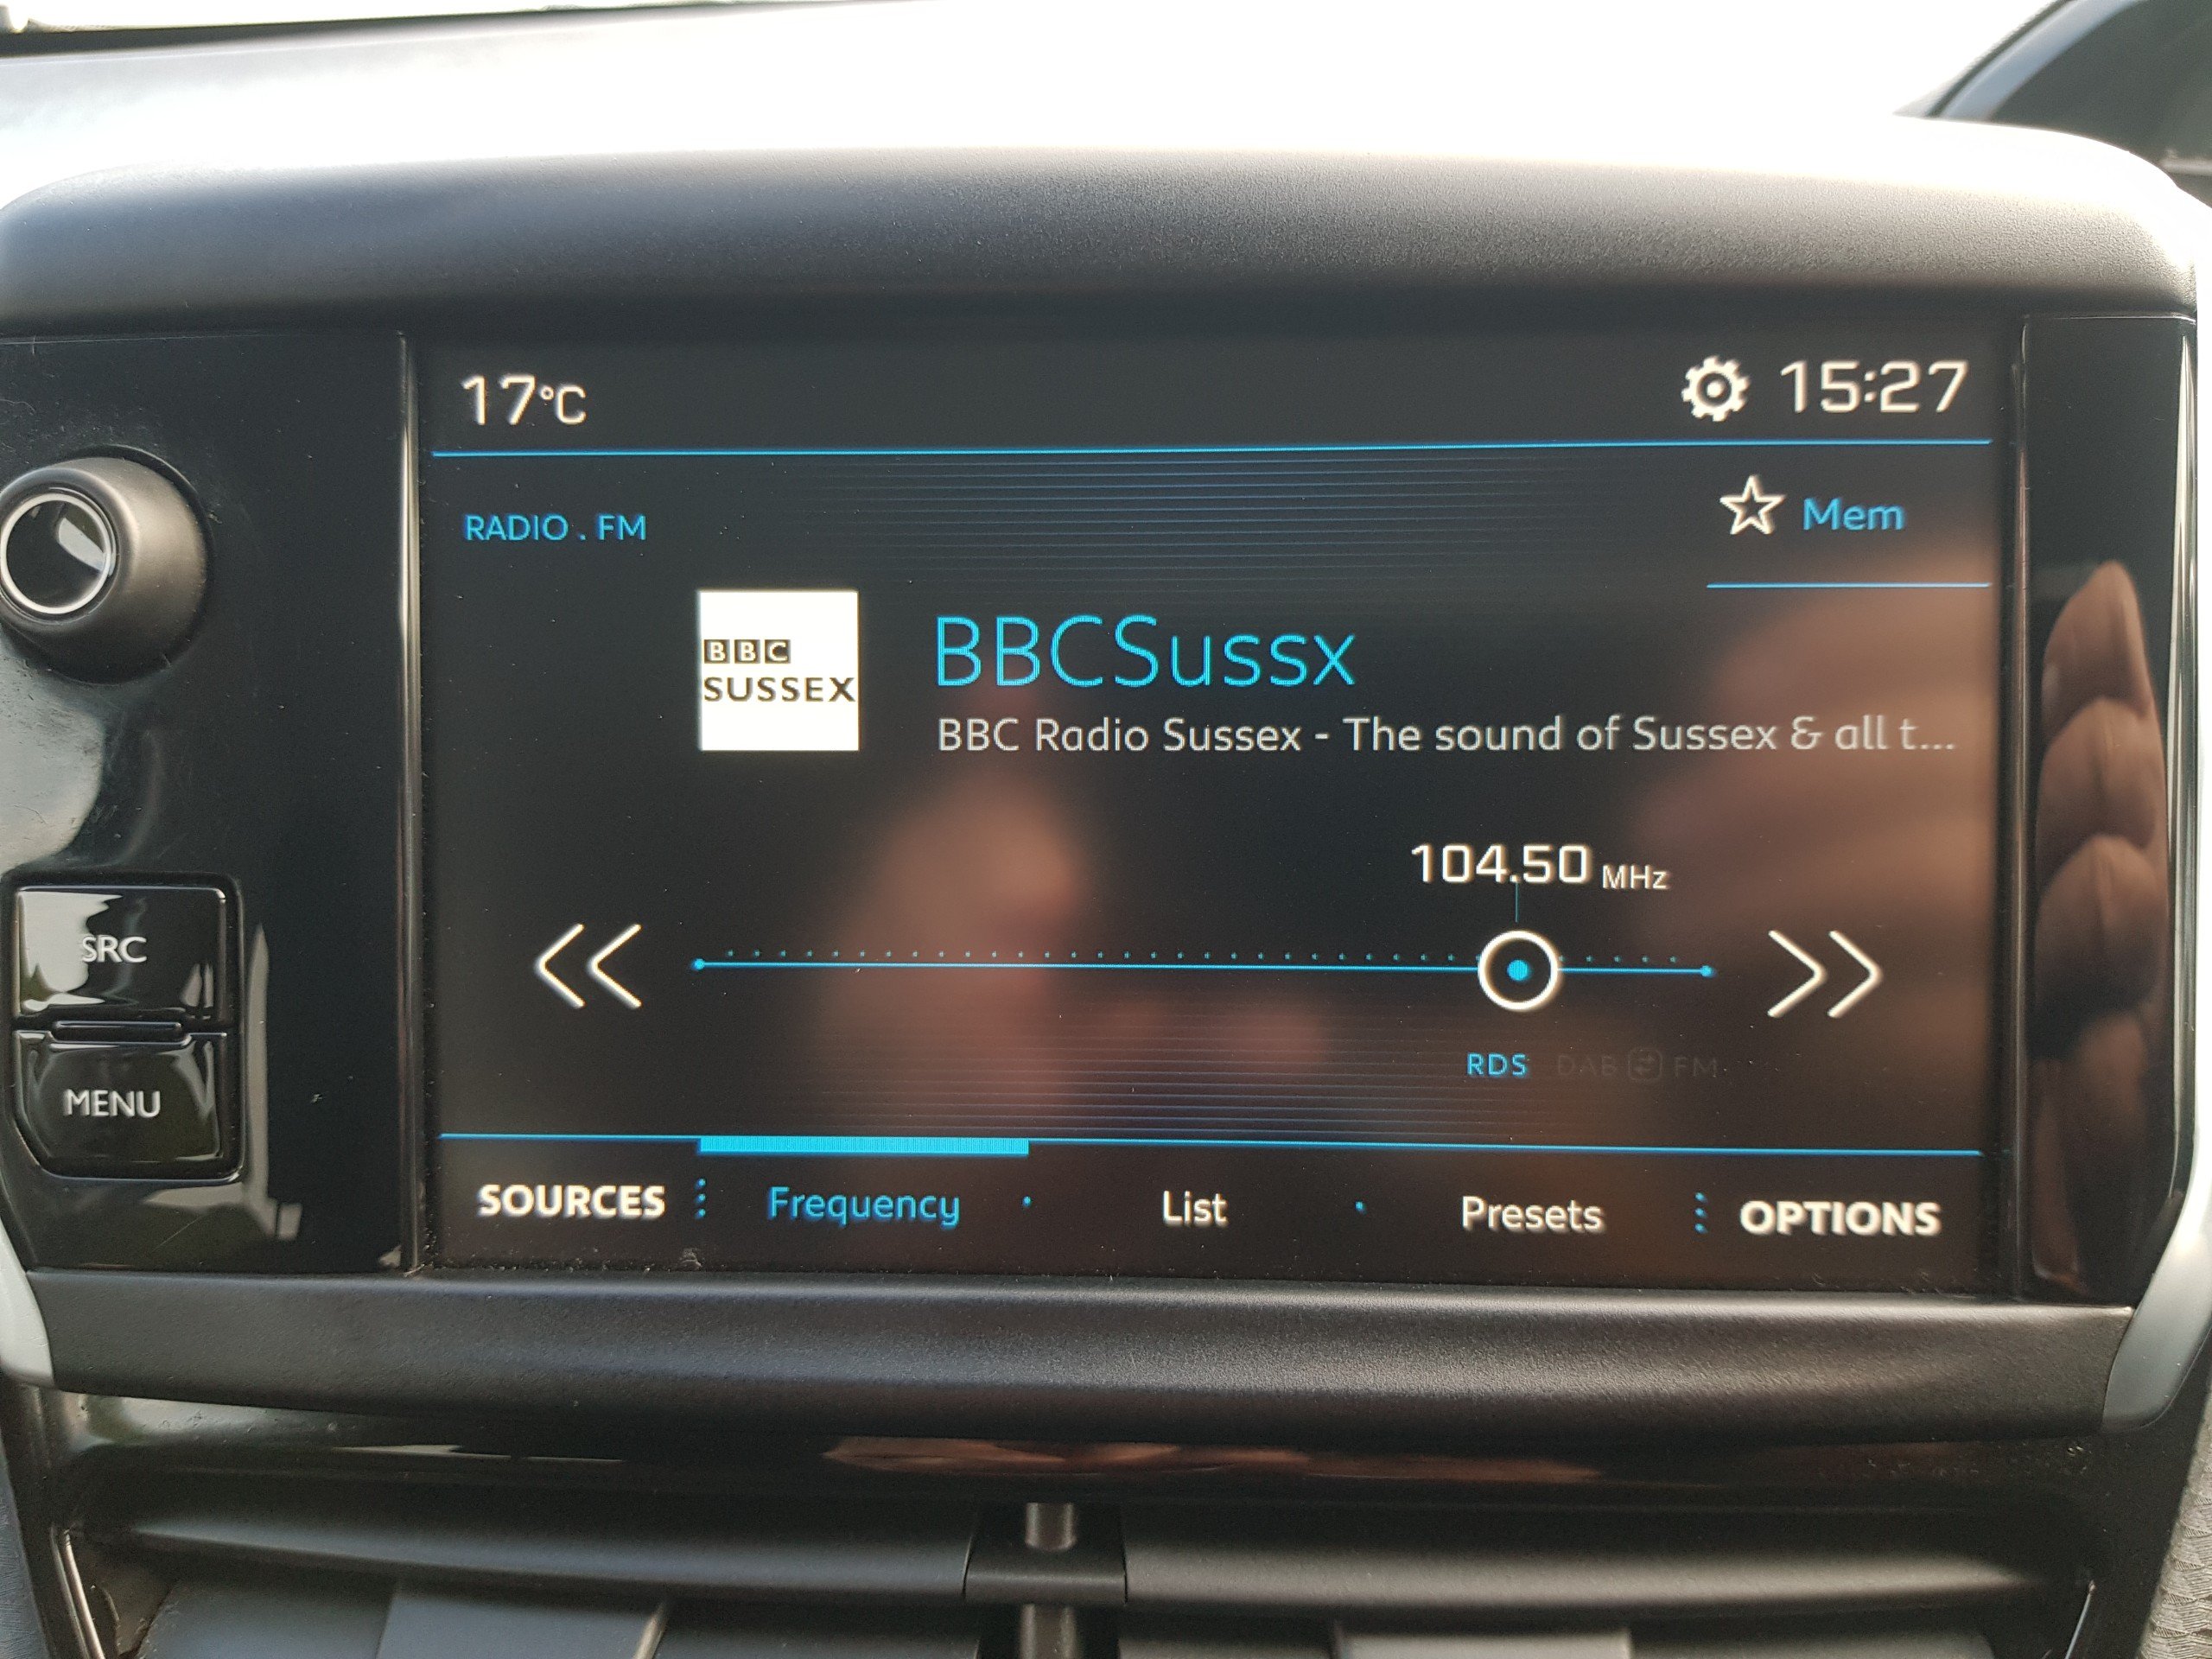 17°C
15:27
RADIO . FM
Mem
BBC
SUSSEX
BBCSussx
BBC Radio Sussex - The sound of Sussex & all t...
104.50 MHz
SRC
MENU
RDS DAB FM
SOURCES Frequency List Presets OPTIONS